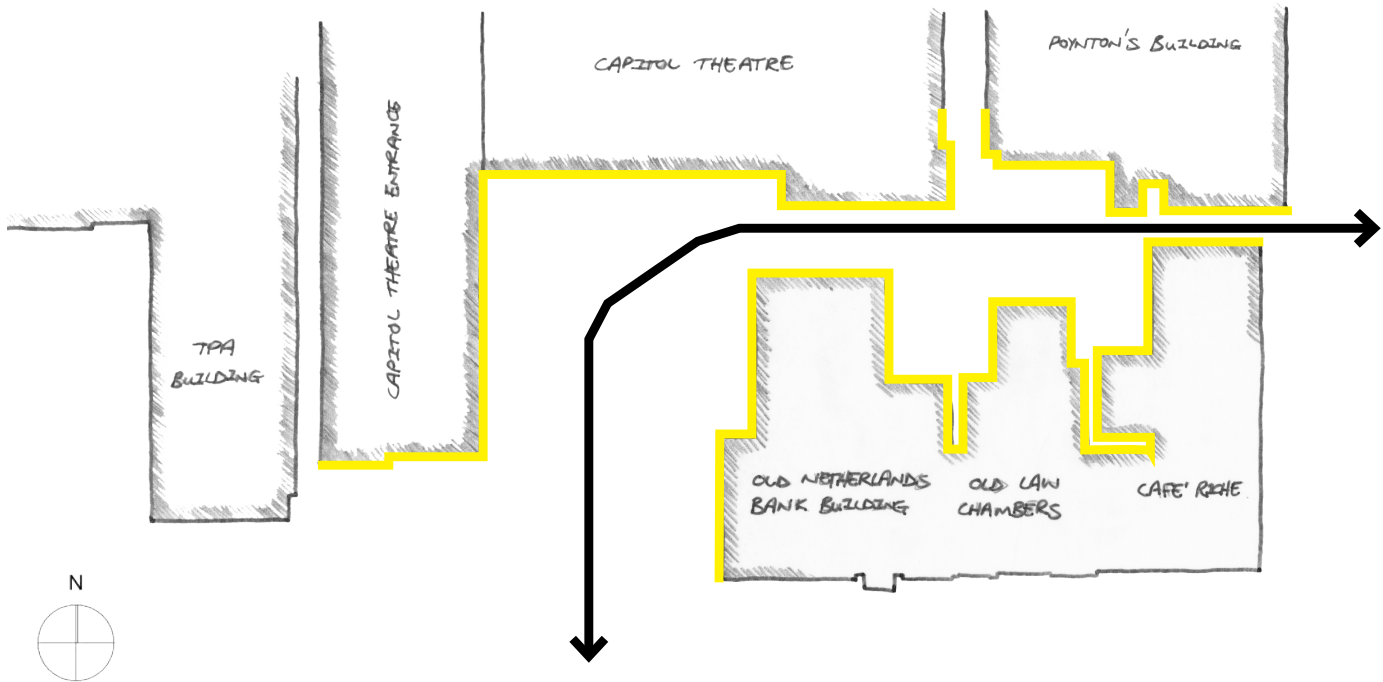 CAPITOL THEATRE
POYNTON'S BUILDING
CAPITOL THEATRE ENTRANCE
TPA
BUILDING
OLD NETHERLANDS
BANK BUILDING
OLD LAW
CHAMBERS
CAFE' RICHE
N